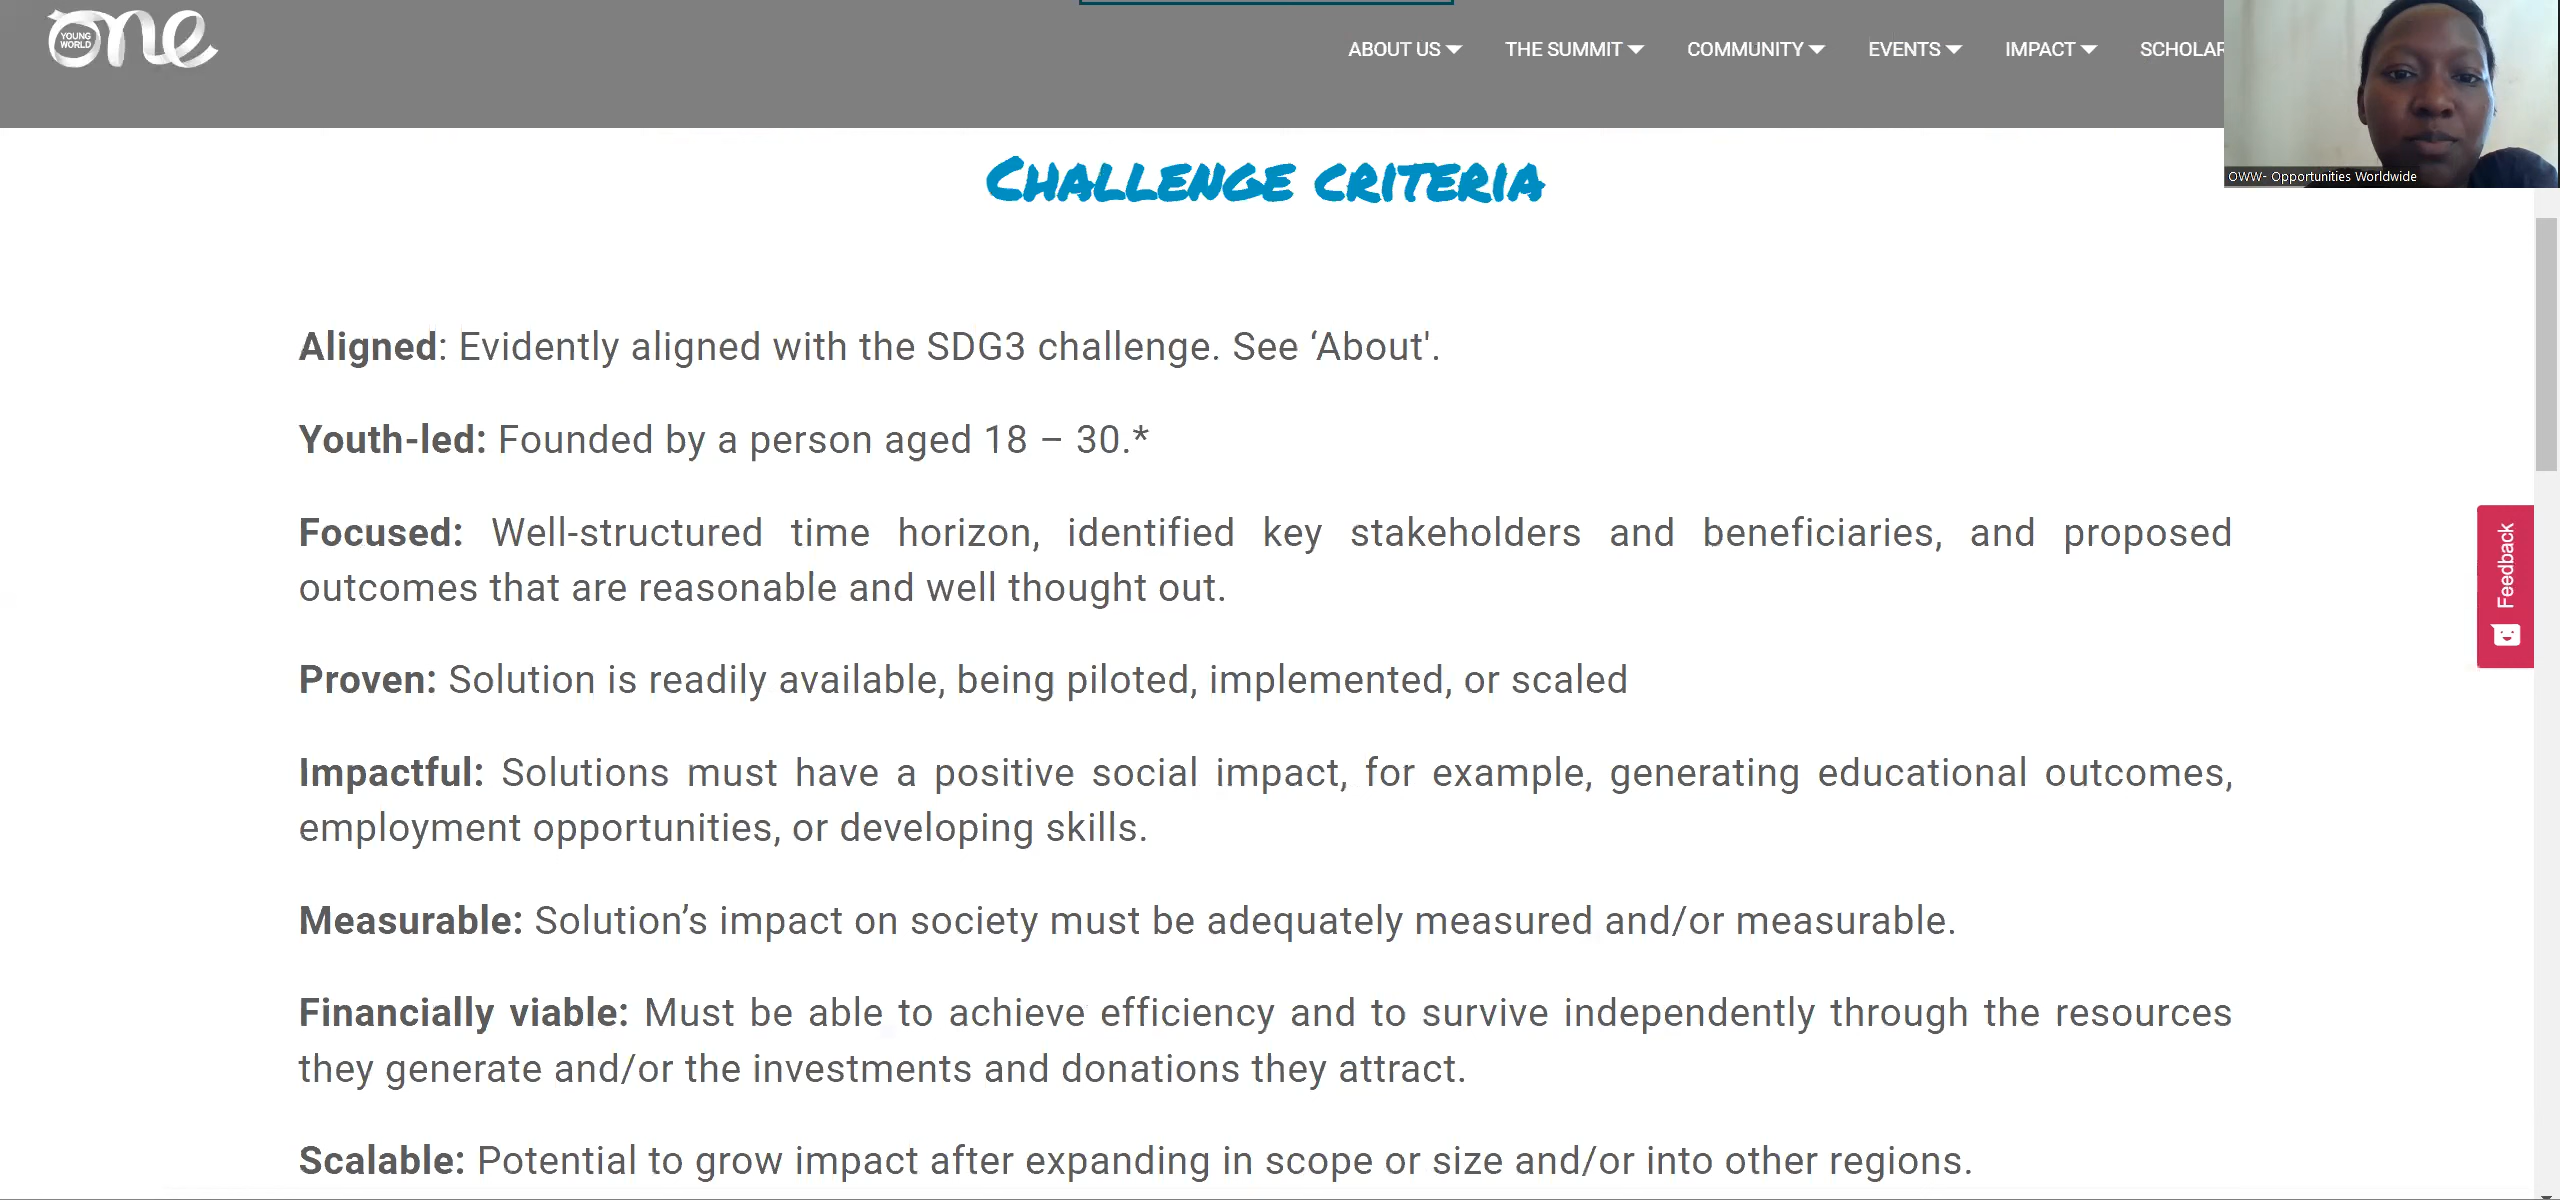 one
YOUNG
WORLD
ABOUT US THE SUMMIT COMMUNITY EVENTS IMPACT SCHOLAR
OWW- Opportunities Worldwide
CHALLENGE CRITERIA
Aligned: Evidently aligned with the SDG3 challenge. See ‘About'.
Youth-led: Founded by a person aged 18 – 30.*
Focused: Well-structured time horizon, identified key stakeholders and beneficiaries, and proposed
outcomes that are reasonable and well thought out.
Feedback
Proven: Solution is readily available, being piloted, implemented, or scaled
Impactful: Solutions must have a positive social impact, for example, generating educational outcomes,
employment opportunities, or developing skills.
Measurable: Solution’s impact on society must be adequately measured and/or measurable.
Financially viable: Must be able to achieve efficiency and to survive independently through the resources
they generate and/or the investments and donations they attract.
Scalable: Potential to grow impact after expanding in scope or size and/or into other regions.